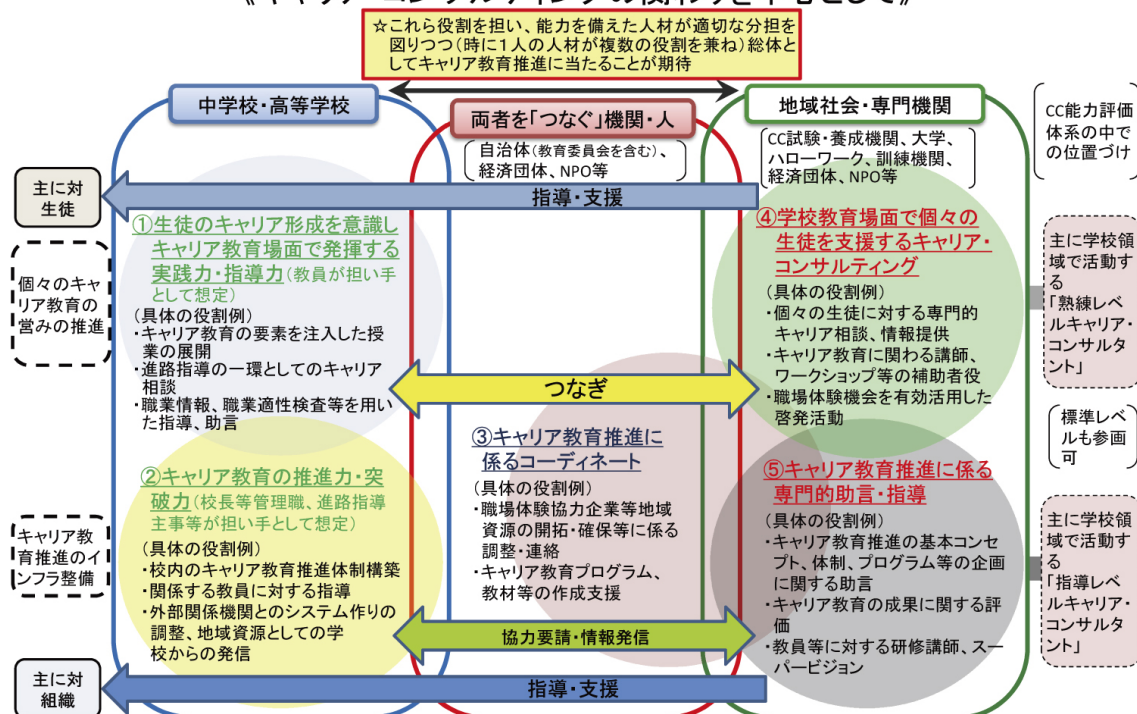 ☆これら役割を担い、能力を備えた人材が適切な分担を
図りつつ(時に1人の人材が複数の役割を兼ね)総体と
してキャリア教育推進に当たることが期待
中学校・高等学校
両者を「つなぐ」機関・人
地域社会・専門機関
自治体(教育委員会を含む)、
経済団体、NPO等
CC試験・養成機関、大学、
ハローワーク、訓練機関、
経済団体、NPO等
CC能力評価
体系の中で
の位置づけ
主に対
生徒
指導・支援
個々のキャ
リア教育の
営みの推進
①生徒のキャリア形成を意識し
キャリア教育場面で発揮する
実践力・指導力(教員が担い手
として想定)
(具体の役割例)
・キャリア教育の要素を注入した授
業の展開
・進路指導の一環としてのキャリア
相談
・職業情報、職業適性検査等を用い
た指導、助言
④学校教育場面で個々の
生徒を支援するキャリア・
コンサルティング
(具体の役割例)
・個々の生徒に対する専門的
キャリア相談、情報提供
・キャリア教育に関わる講師、
ワークショップ等の補助者役
・職場体験機会を有効活用した
啓発活動
主に学校領
域で活動す
る
「熟練レベ
ルキャリア・
コンサルタ
ント」
つなぎ
標準レベ
ルも参画
可
キャリア教
育推進のイ
ンフラ整備
②キャリア教育の推進力・突
破力(校長等管理職、進路指導
主事等が担い手として想定)
(具体の役割例)
・校内のキャリア教育推進体制構築
・関係する教員に対する指導
・外部関係機関とのシステム作りの
調整、地域資源としての学
校からの発信
③キャリア教育推進に
係るコーディネート
(具体の役割例)
・職場体験協力企業等地域
資源の開拓・確保等に係る
調整・連絡
・キャリア教育プログラム、
教材等の作成支援
⑤キャリア教育推進に係る
専門的助言・指導
(具体の役割例)
・キャリア教育推進の基本コンセ
プト、体制、プログラム等の企画
に関する助言
・キャリア教育の成果に関する評
価
・教員等に対する研修講師、スー
パービジョン
主に学校領
域で活動す
る
「指導レベ
ルキャリア・
コンサルタ
ント」
協力要請・情報発信
主に対
組織
指導・支援